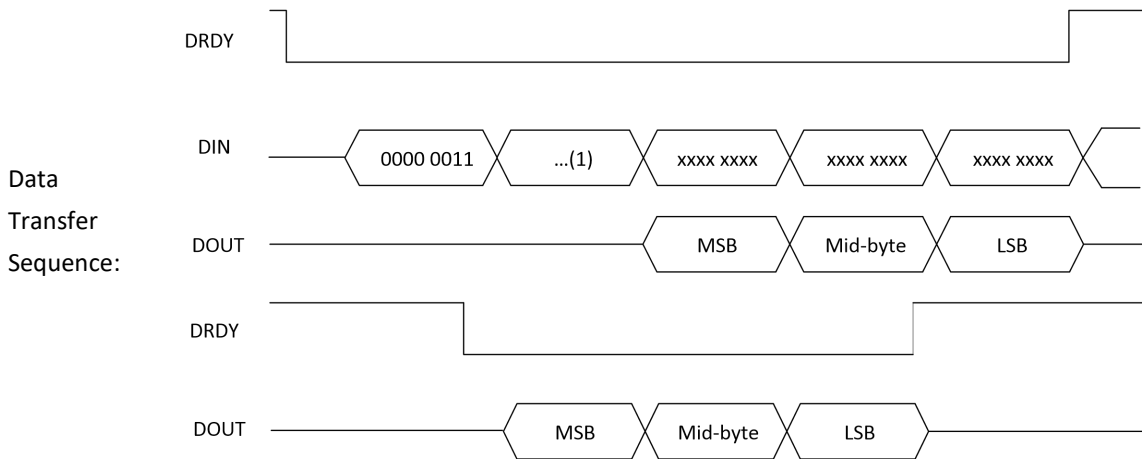 DRDY
DIN 0000 0011 ...(1) xxxx xxxx xxxx xxxx xxxx xxxx
Data
Transfer
Sequence:
DOUT MSB Mid-byte LSB
DRDY
DOUT MSB Mid-byte LSB